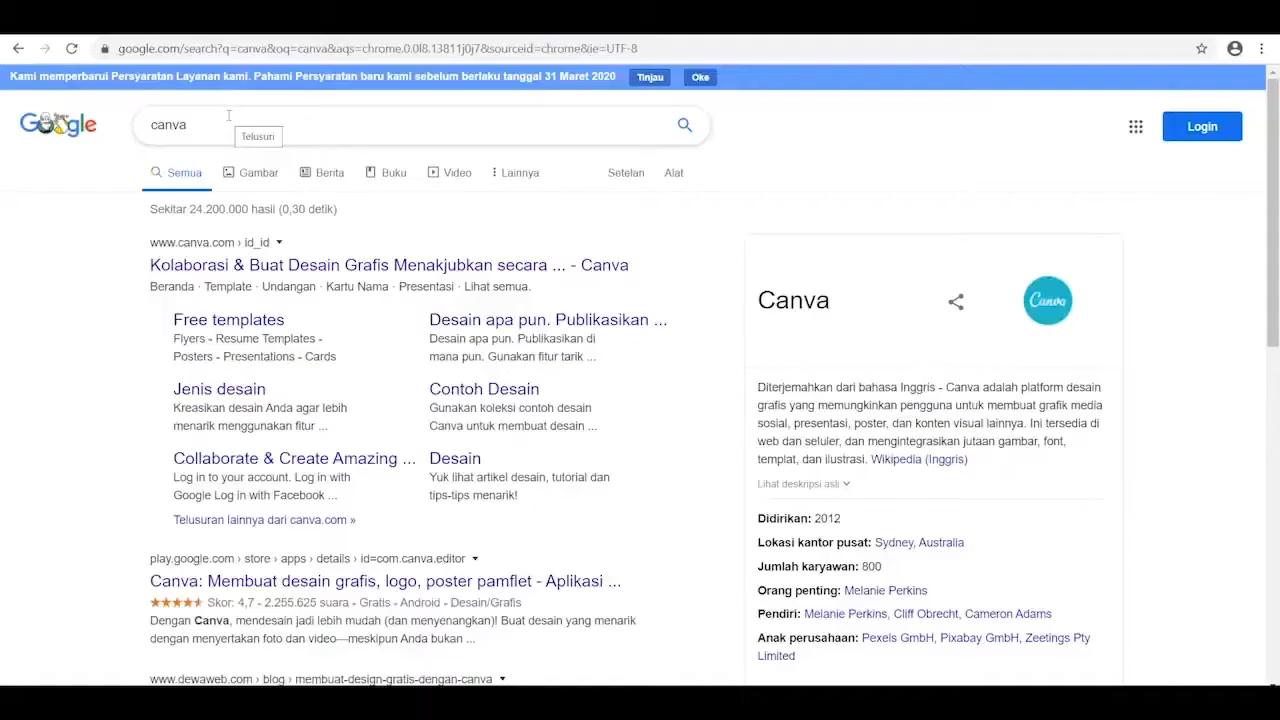 google.com/search?q=canva&oq=canva&aqs=chrome.0.0l8.13811j0j7&sourceid=chrome&ie=UTF-8
Kami memperbarui Persyaratan Layanan kami. Pahami Persyaratan baru kami sebelum berlaku tanggal 31 Maret 2020 Tinjau Oke
Google
canva
Login
Telusuri
Semua Gambar Berita Buku Video Lainnya Setelan Alat
Sekitar 24.200.000 hasil (0,30 detik)
www.canva.com › id_id
Kolaborasi & Buat Desain Grafis Menakjubkan secara ... - Canva
Beranda · Template · Undangan · Kartu Nama · Presentasi · Lihat semua.
Free templates
Flyers - Resume Templates -
Posters - Presentations - Cards
Desain apa pun. Publikasikan ...
Desain apa pun. Publikasikan di
mana pun. Gunakan fitur tarik ...
Jenis desain
Kreasikan desain Anda agar lebih
menarik menggunakan fitur ...
Contoh Desain
Gunakan koleksi contoh desain
Canva untuk membuat desain ...
Collaborate & Create Amazing ...
Log in to your account. Log in with
Google Log in with Facebook ...
Desain
Yuk lihat artikel desain, tutorial dan
tips-tips menarik!
Telusuran lainnya dari canva.com »
play.google.com › store › apps › details › id=com.canva.editor
Canva: Membuat desain grafis, logo, poster pamflet - Aplikasi ...
Skor: 4,7 - 2.255.625 suara - Gratis - Android - Desain/Grafis
Dengan Canva, mendesain jadi lebih mudah (dan menyenangkan)! Buat desain yang menarik
dengan menyertakan foto dan video—meskipun Anda bukan ...
www.dewaweb.com › blog › membuat-design-gratis-dengan-canva
Canva
Canva
Diterjemahkan dari bahasa Inggris - Canva adalah platform desain
grafis yang memungkinkan pengguna untuk membuat grafik media
sosial, presentasi, poster, dan konten visual lainnya. Ini tersedia di
web dan seluler, dan mengintegrasikan jutaan gambar, font,
templat, dan ilustrasi. Wikipedia (Inggris)
Lihat deskripsi asli
Didirikan: 2012
Lokasi kantor pusat: Sydney, Australia
Jumlah karyawan: 800
Orang penting: Melanie Perkins
Pendiri: Melanie Perkins, Cliff Obrecht, Cameron Adams
Anak perusahaan: Pexels GmbH, Pixabay GmbH, Zeetings Pty
Limited